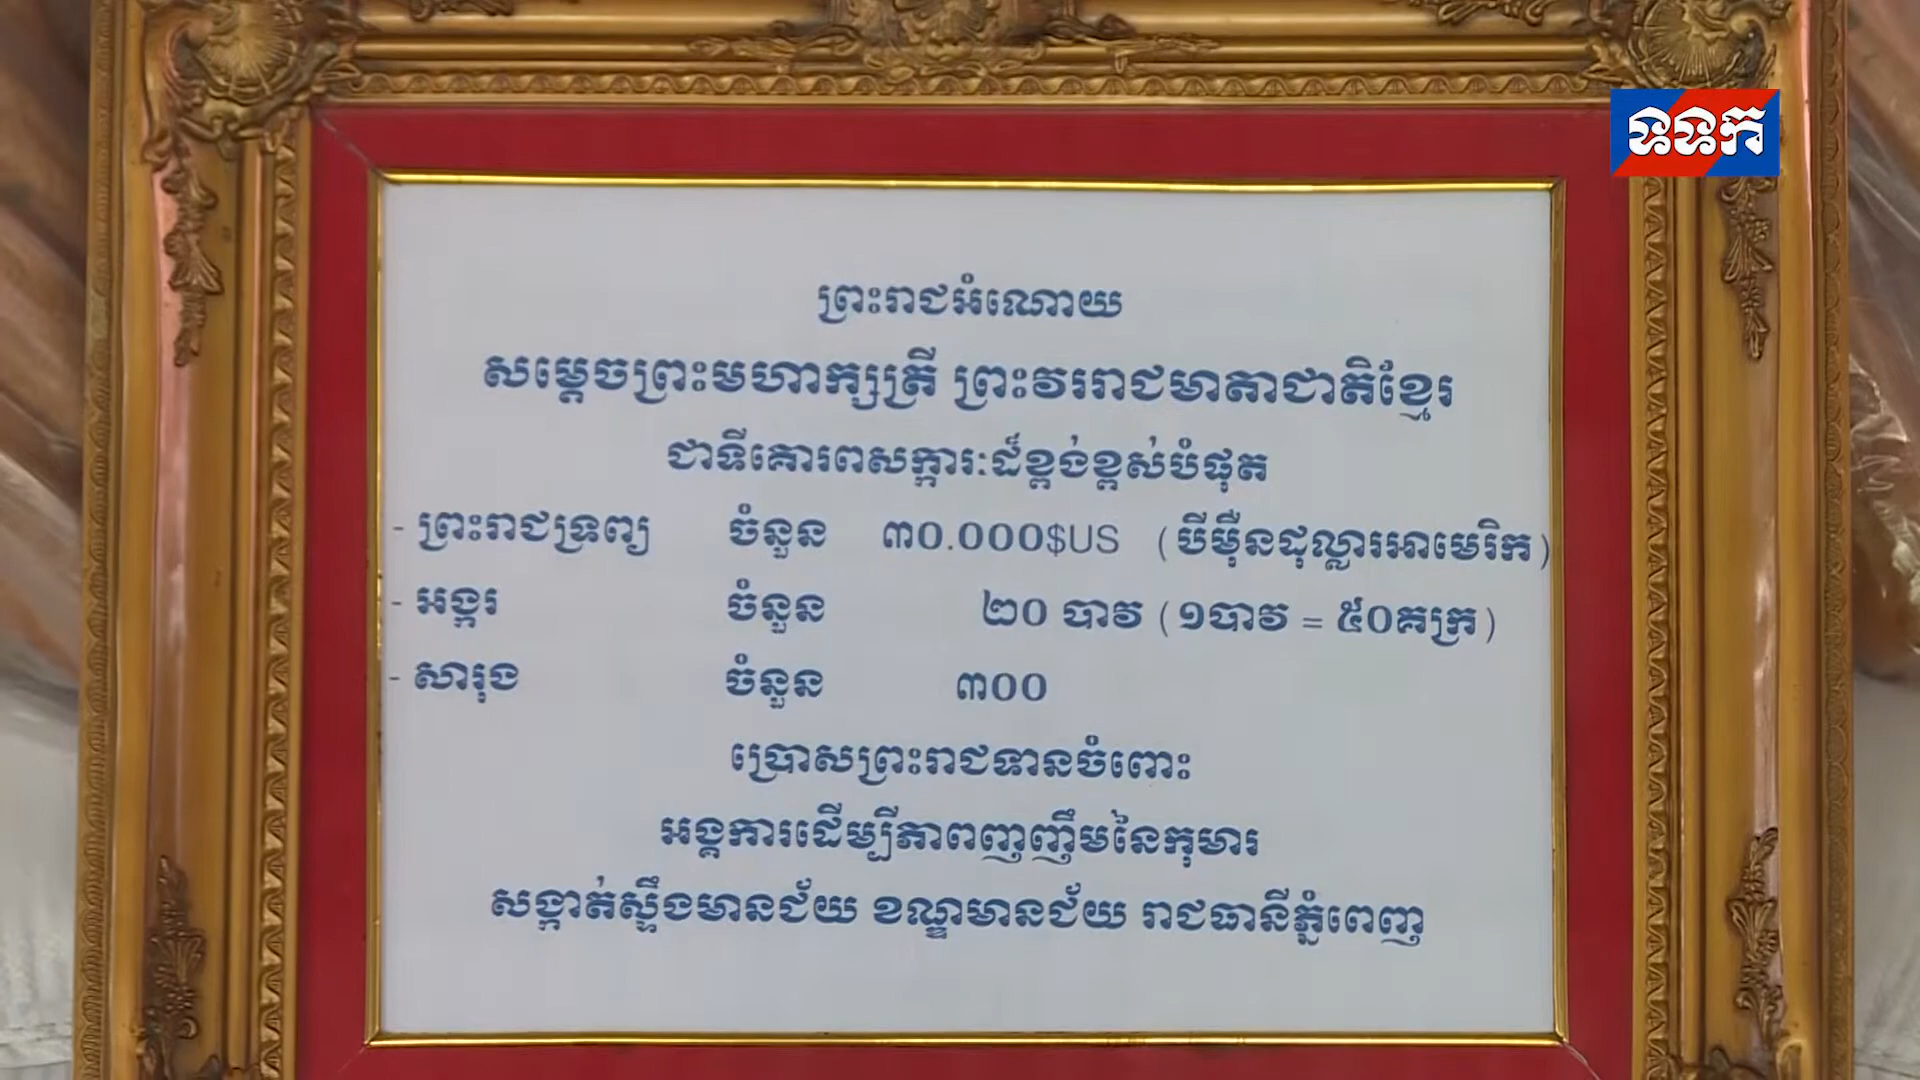 ទទក
ព្រះរាជអំណោយ
សម្ដេចព្រះមហាក្សត្រី ព្រះវររាជមាតាជាតិខ្មែរ
ជាទីគោរពសក្ការៈដ៏ខ្ពង់ខ្ពស់បំផុត
- ព្រះរាជទ្រព្យ ចំនួន ៣០.០០០$US (បីម៉ឺនដុល្លារអាមេរិក)
- អង្ករ ចំនួន ២០ បាវ (១បាវ = ៥០គក្រ)
- សារុង ចំនួន ៣០០
ប្រោសព្រះរាជទានចំពោះ
អង្គការដើម្បីភាពញញឹមនៃកុមារ
សង្កាត់ស្ទឹងមានជ័យ ខណ្ឌមានជ័យ រាជធានីភ្នំពេញ